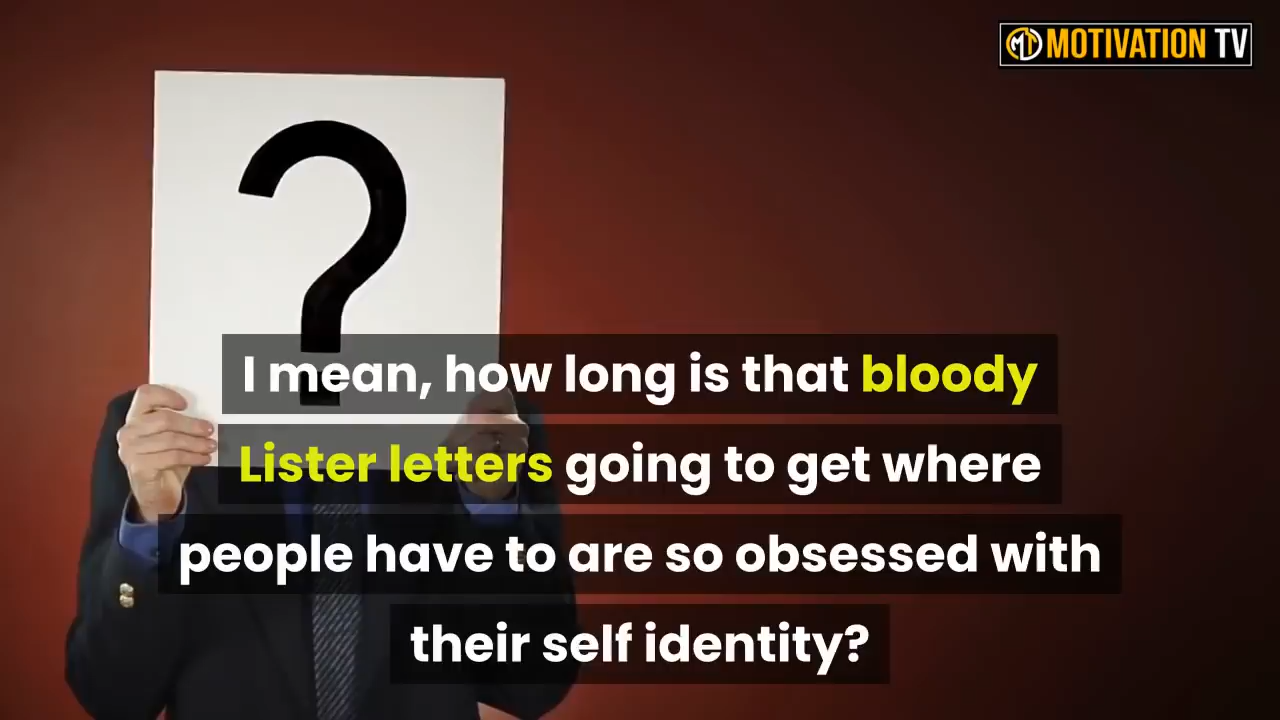 MT MOTIVATION TV
?
I mean, how long is that bloody
Lister letters going to get where
people have to are so obsessed with
their self identity?